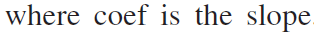 where coef is the slope